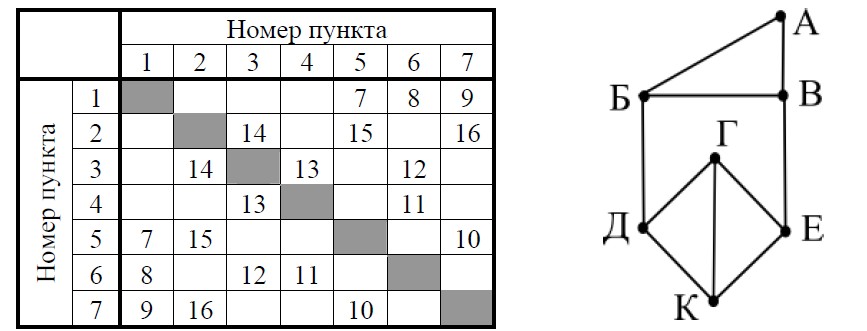 Номер пункта
1 2 3 4 5 6 7
Номер пункта
1 7 8 9
2 14 15 16
3 14 13 12
4 13 11
5 7 15 10
6 8 12 11
7 9 16 10
А
Б В
Г
Д Е
К